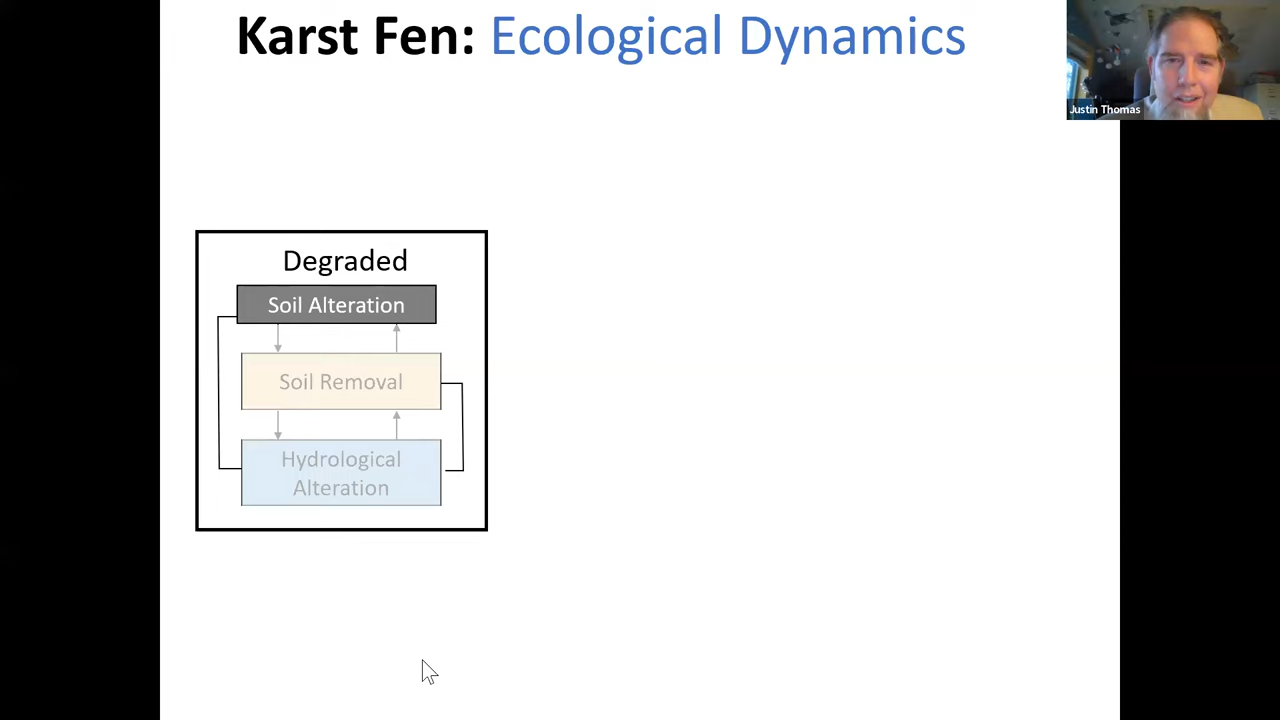 Karst Fen: Ecological Dynamics
Justin Thomas
Degraded
Soil Alteration
Soil Removal
Hydrological
Alteration